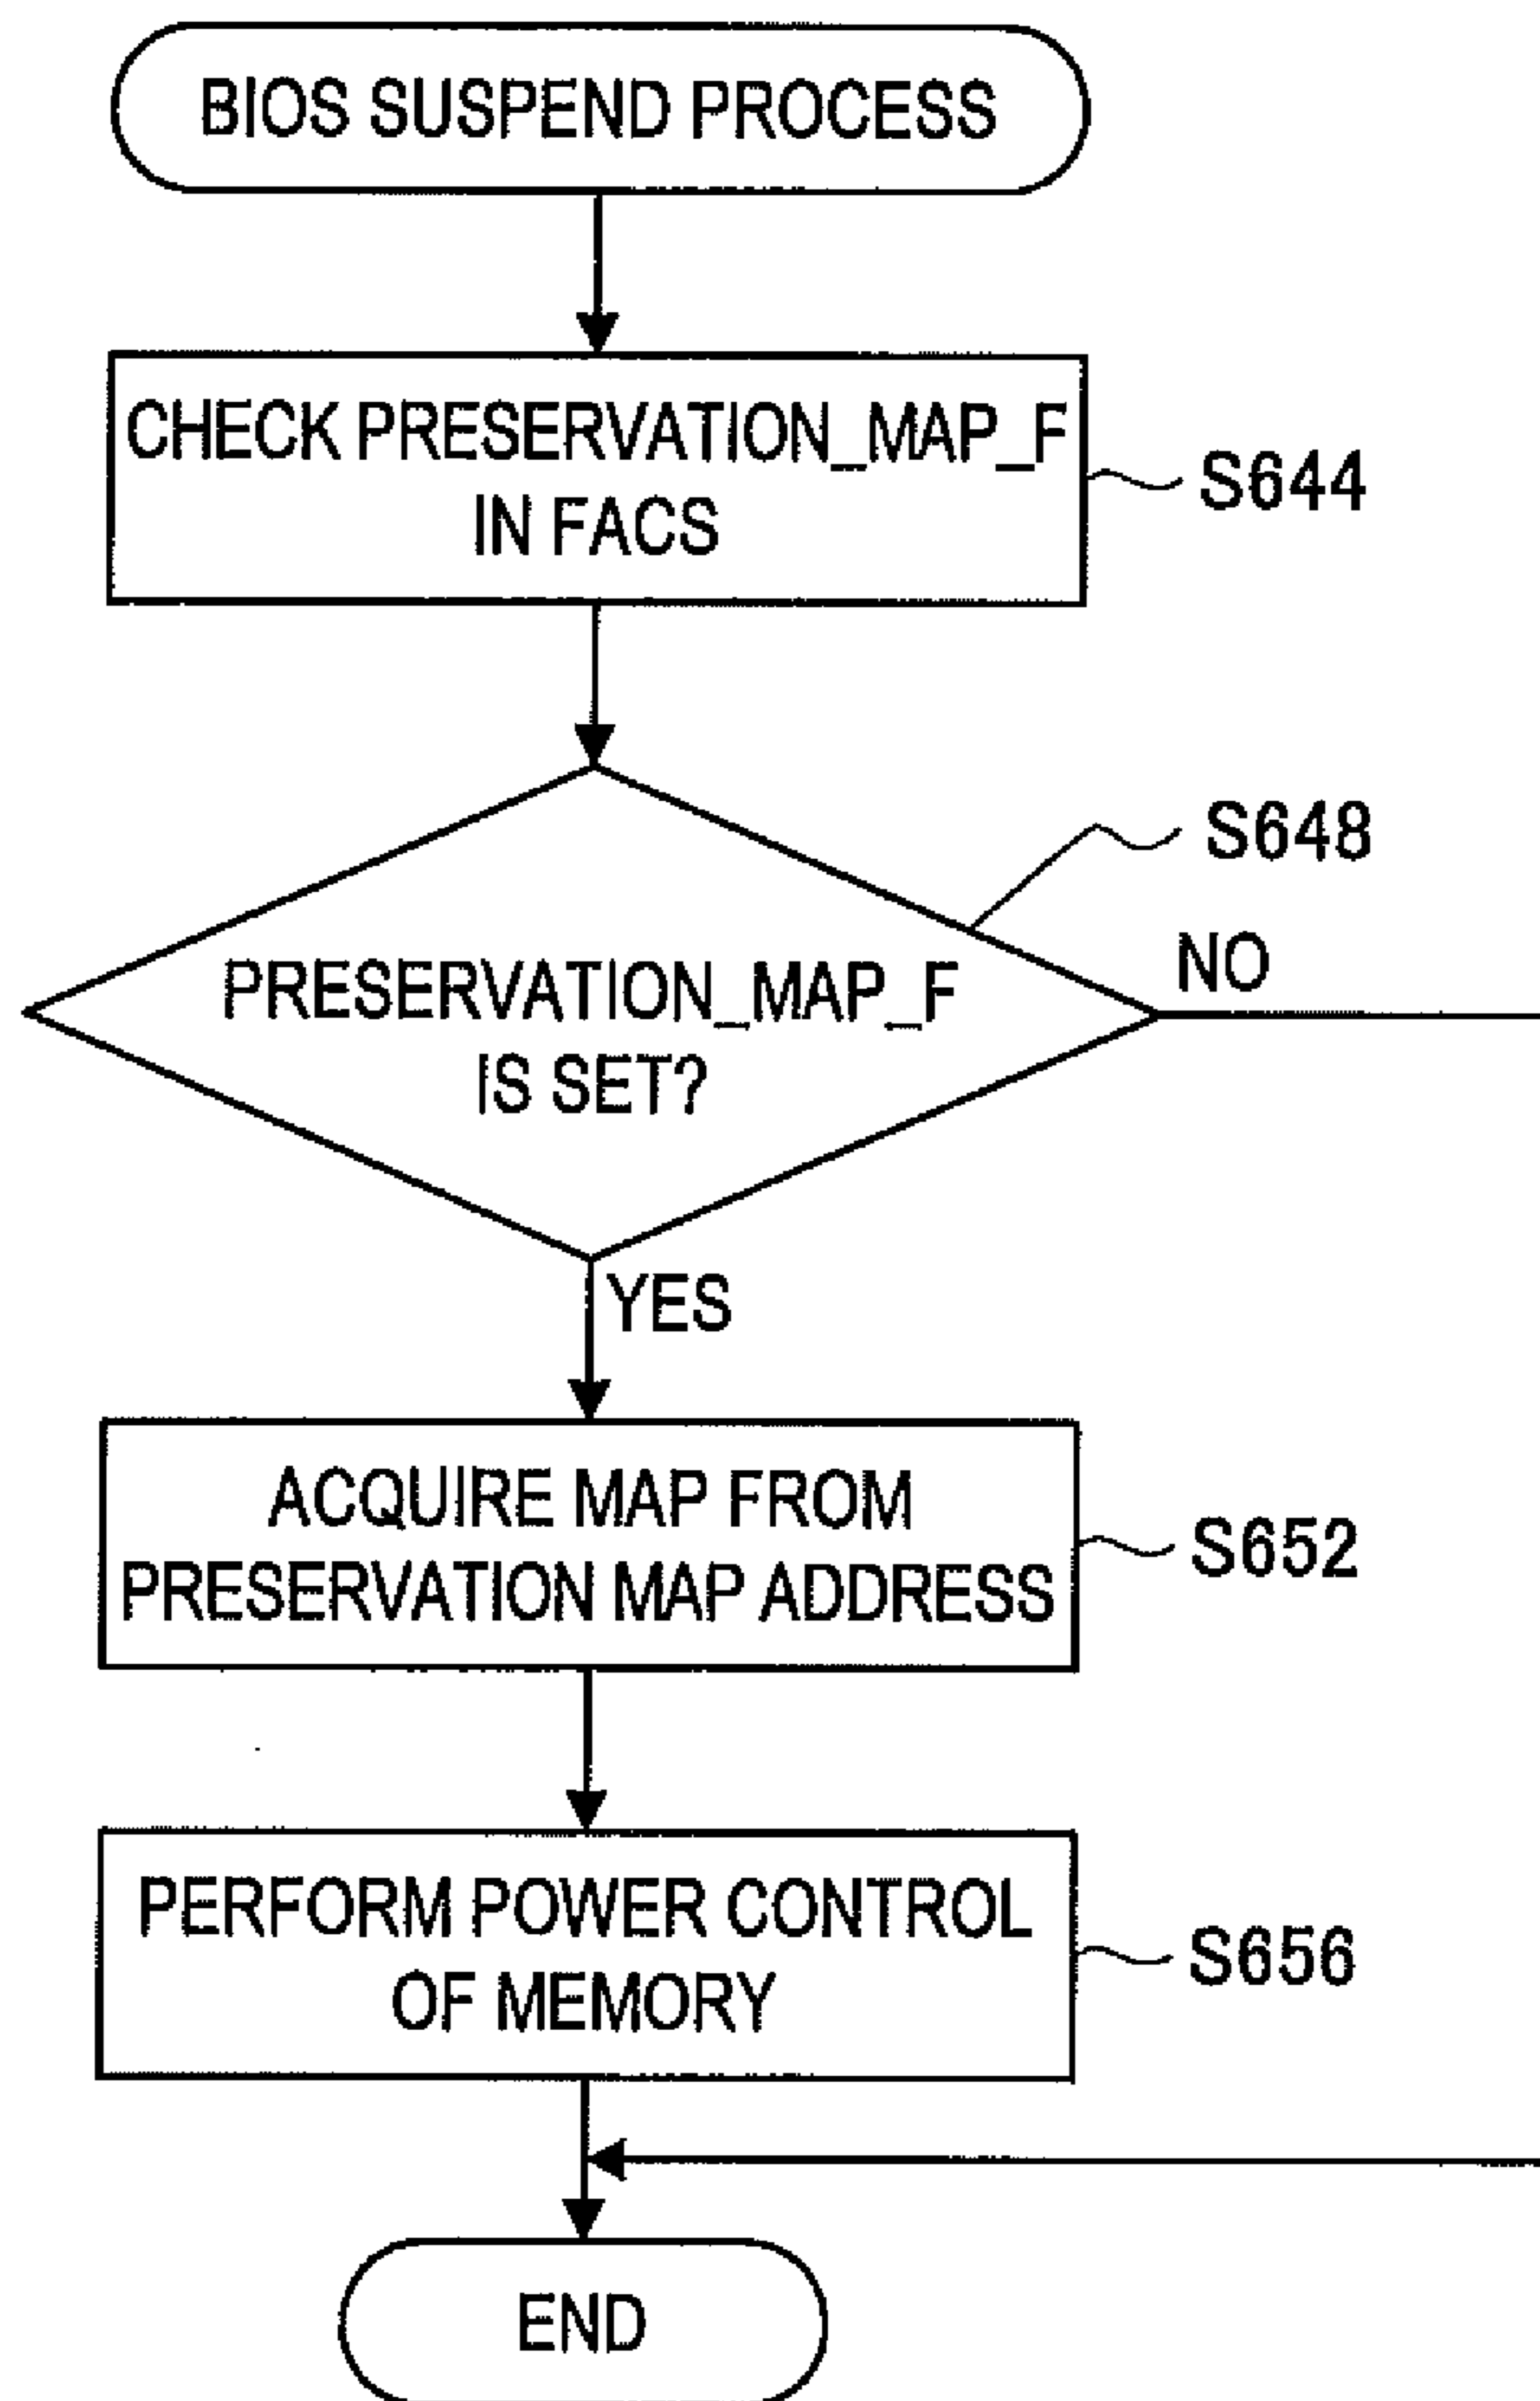 BIOS SUSPEND PROCESS
CHECK PRESERVATION_MAP_F
IN FACS
S644
S648
PRESERVATION_MAP_F
IS SET?
NO
YES
ACQUIRE MAP FROM
PRESERVATION MAP ADDRESS
S652
PERFORM POWER CONTROL
OF MEMORY
S656
END